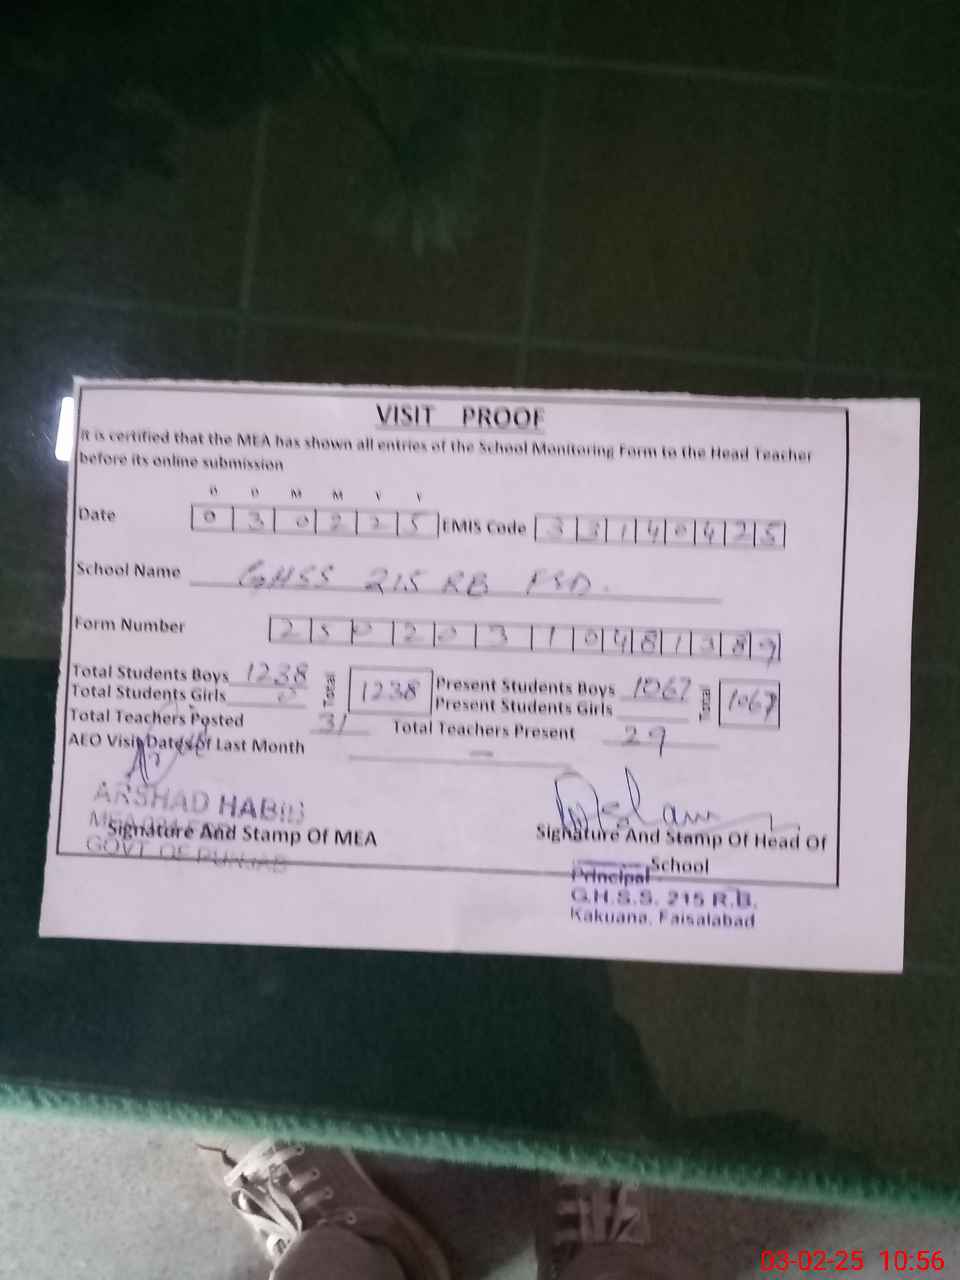 VISIT PROOF
It is certified that the MEA has shown all entries of the School Monitoring Form to the Head Teacher
before its online submission
D D M M Y Y
Date 0 3 0 2 2 5 EMIS Code 3 3 1 4 0 4 2 5
School Name GHSS 215 RB FSD.
Form Number 2 5 0 2 0 3 1 0 4 8 1 3 8 9
Total Students Boys 1238 Total 1238 Present Students Boys 1067 Total 1067
Total Students Girls 0 Present Students Girls
Total Teachers Posted 31 Total Teachers Present 29
AEO Visit Dates of Last Month —
ARSHAD HABIB
MEA
Signature And Stamp Of MEA Signature And Stamp Of Head Of
GOVT OF PUNJAB School
Principal
G.H.S.S. 215 R.B.
Kakuana, Faisalabad
03-02-25 10:56